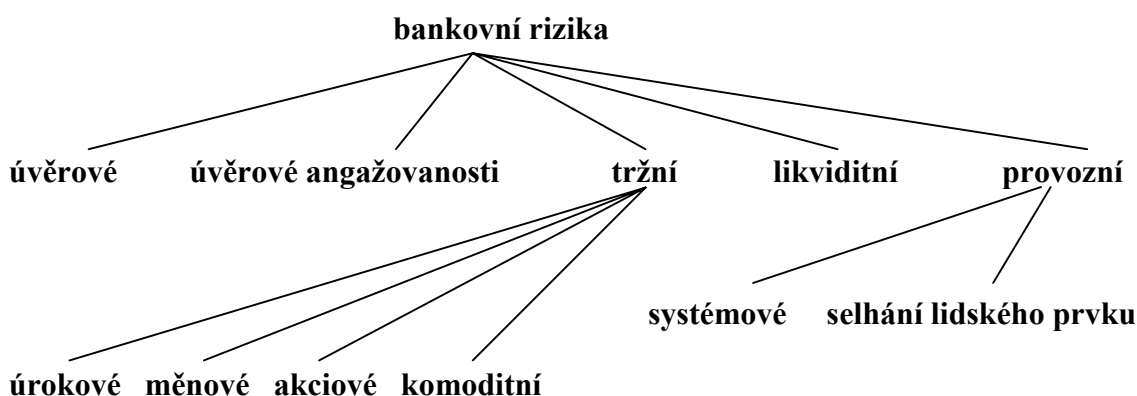 bankovní rizika
úvěrové úvěrové angažovanosti tržní likviditní provozní
systémové selhání lidského prvku
úrokové měnové akciové komoditní